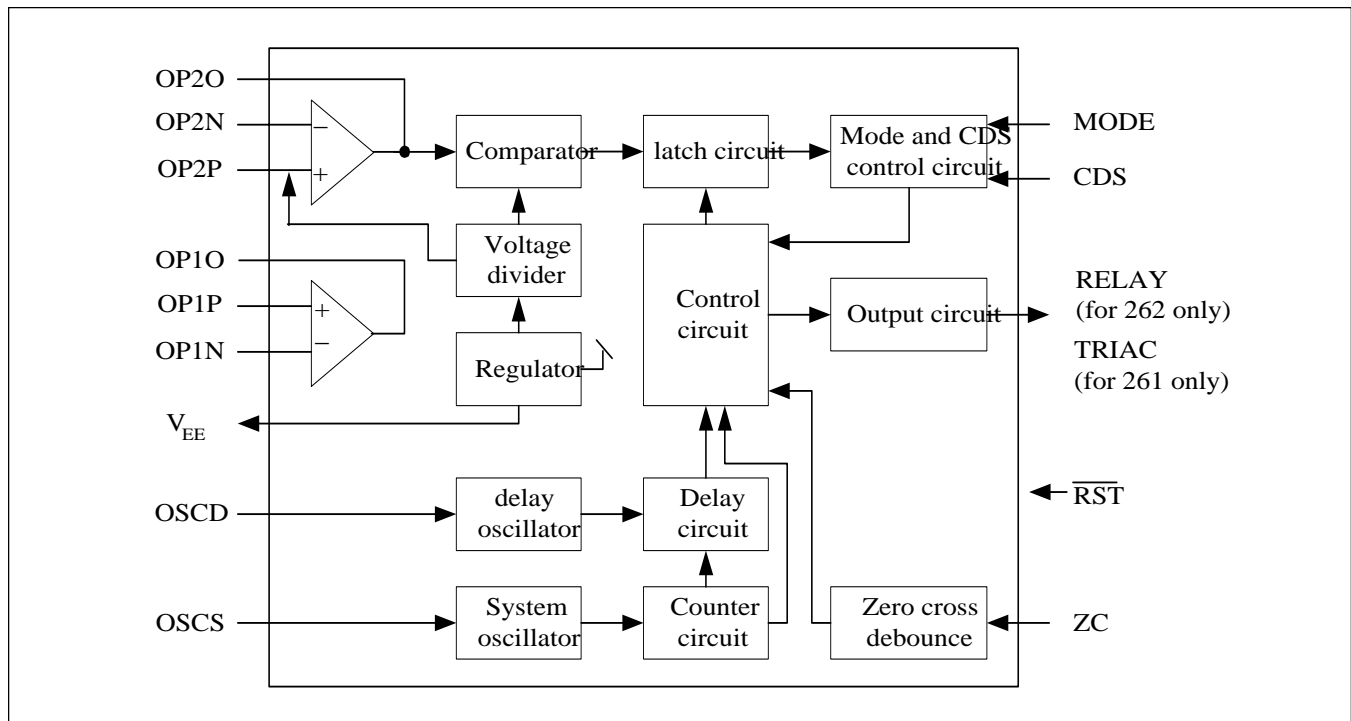 OP2O
OP2N
OP2P
OP1O
OP1P
OP1N
VEE
OSCD
OSCS
−
+
+
−
Comparator
latch circuit
Mode and CDS
control circuit
Voltage
divider
Control
circuit
Output circuit
Regulator
delay
oscillator
Delay
circuit
System
oscillator
Counter
circuit
Zero cross
debounce
MODE
CDS
RELAY
(for 262 only)
TRIAC
(for 261 only)
RST
ZC